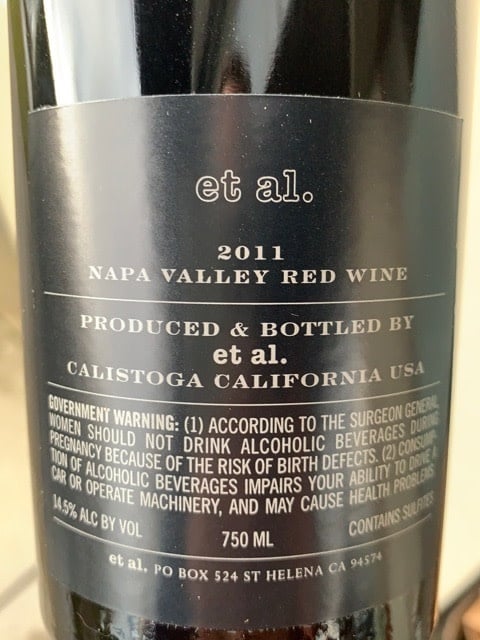 et al.
2011
NAPA VALLEY RED WINE
PRODUCED & BOTTLED BY
et al.
CALISTOGA CALIFORNIA USA
GOVERNMENT WARNING: (1) ACCORDING TO THE SURGEON GENERAL
WOMEN SHOULD NOT DRINK ALCOHOLIC BEVERAGES DURING
PREGNANCY BECAUSE OF THE RISK OF BIRTH DEFECTS. (2) CONSUMP-
TION OF ALCOHOLIC BEVERAGES IMPAIRS YOUR ABILITY TO DRIVE A
CAR OR OPERATE MACHINERY, AND MAY CAUSE HEALTH PROBLEMS
14.5% ALC BY VOL 750 ML CONTAINS SULFITES
et al. PO BOX 524 ST HELENA CA 94574